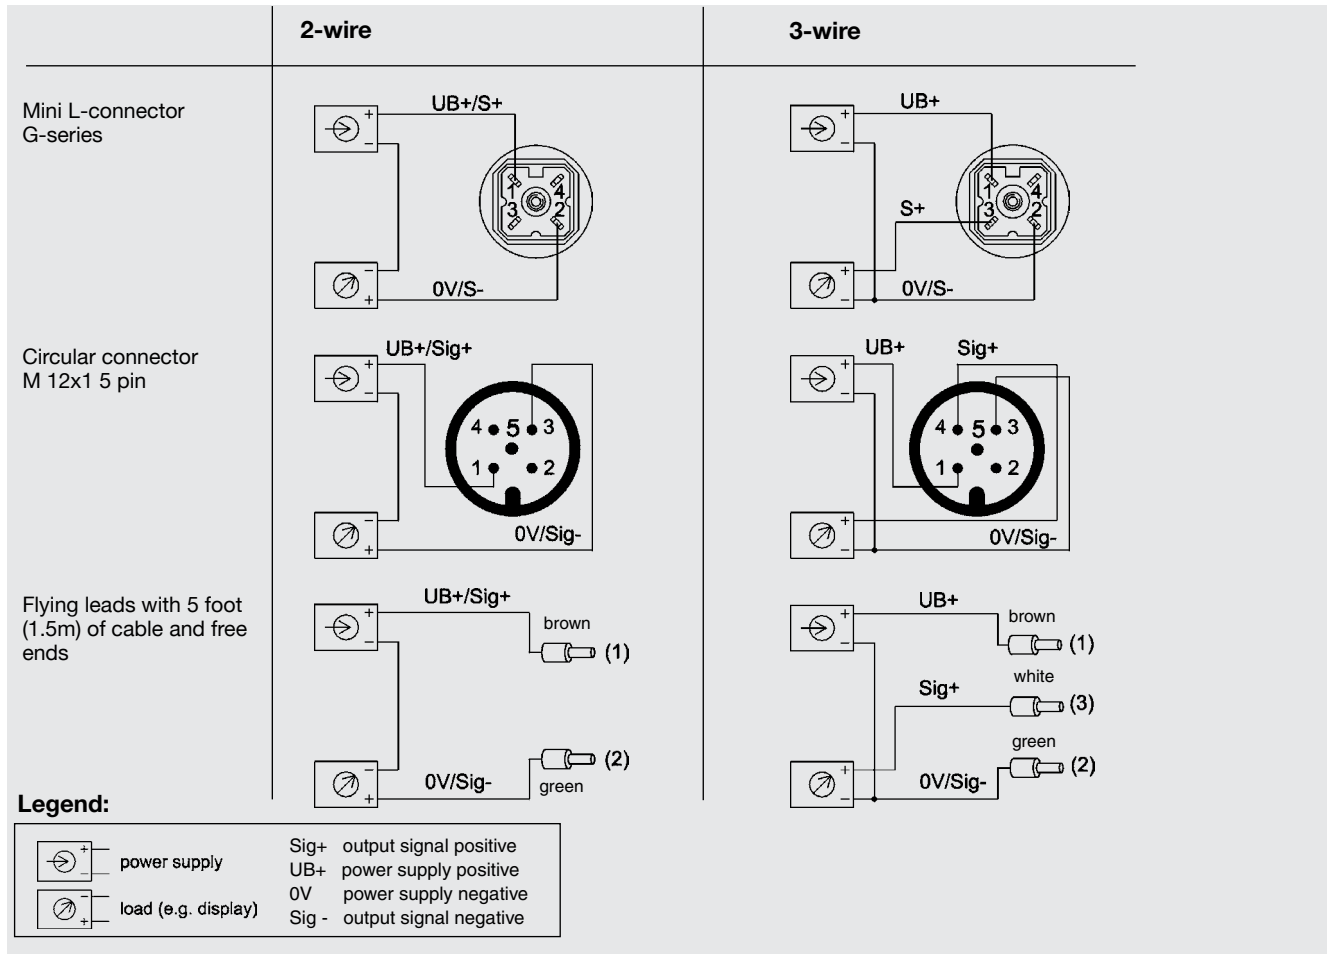 2-wire
3-wire
Mini L-connector
G-series
+
-
UB+/S+
1
4
3
2
-
+
0V/S-
+
-
UB+
1
4
3
2
S+
+
-
0V/S-
Circular connector
M 12x1 5 pin
+
-
UB+/Sig+
4
5
3
1
2
-
+
0V/Sig-
+
-
UB+
Sig+
4
5
3
1
2
+
-
0V/Sig-
Flying leads with 5 foot
(1.5m) of cable and free
ends
+
-
UB+/Sig+
brown
(1)
-
+
0V/Sig-
(2)
green
+
-
UB+
brown
(1)
white
Sig+
(3)
green
+
-
0V/Sig-
(2)
Legend:
+
-
power supply
-
+
load (e.g. display)
Sig+ output signal positive
UB+ power supply positive
0V power supply negative
Sig - output signal negative